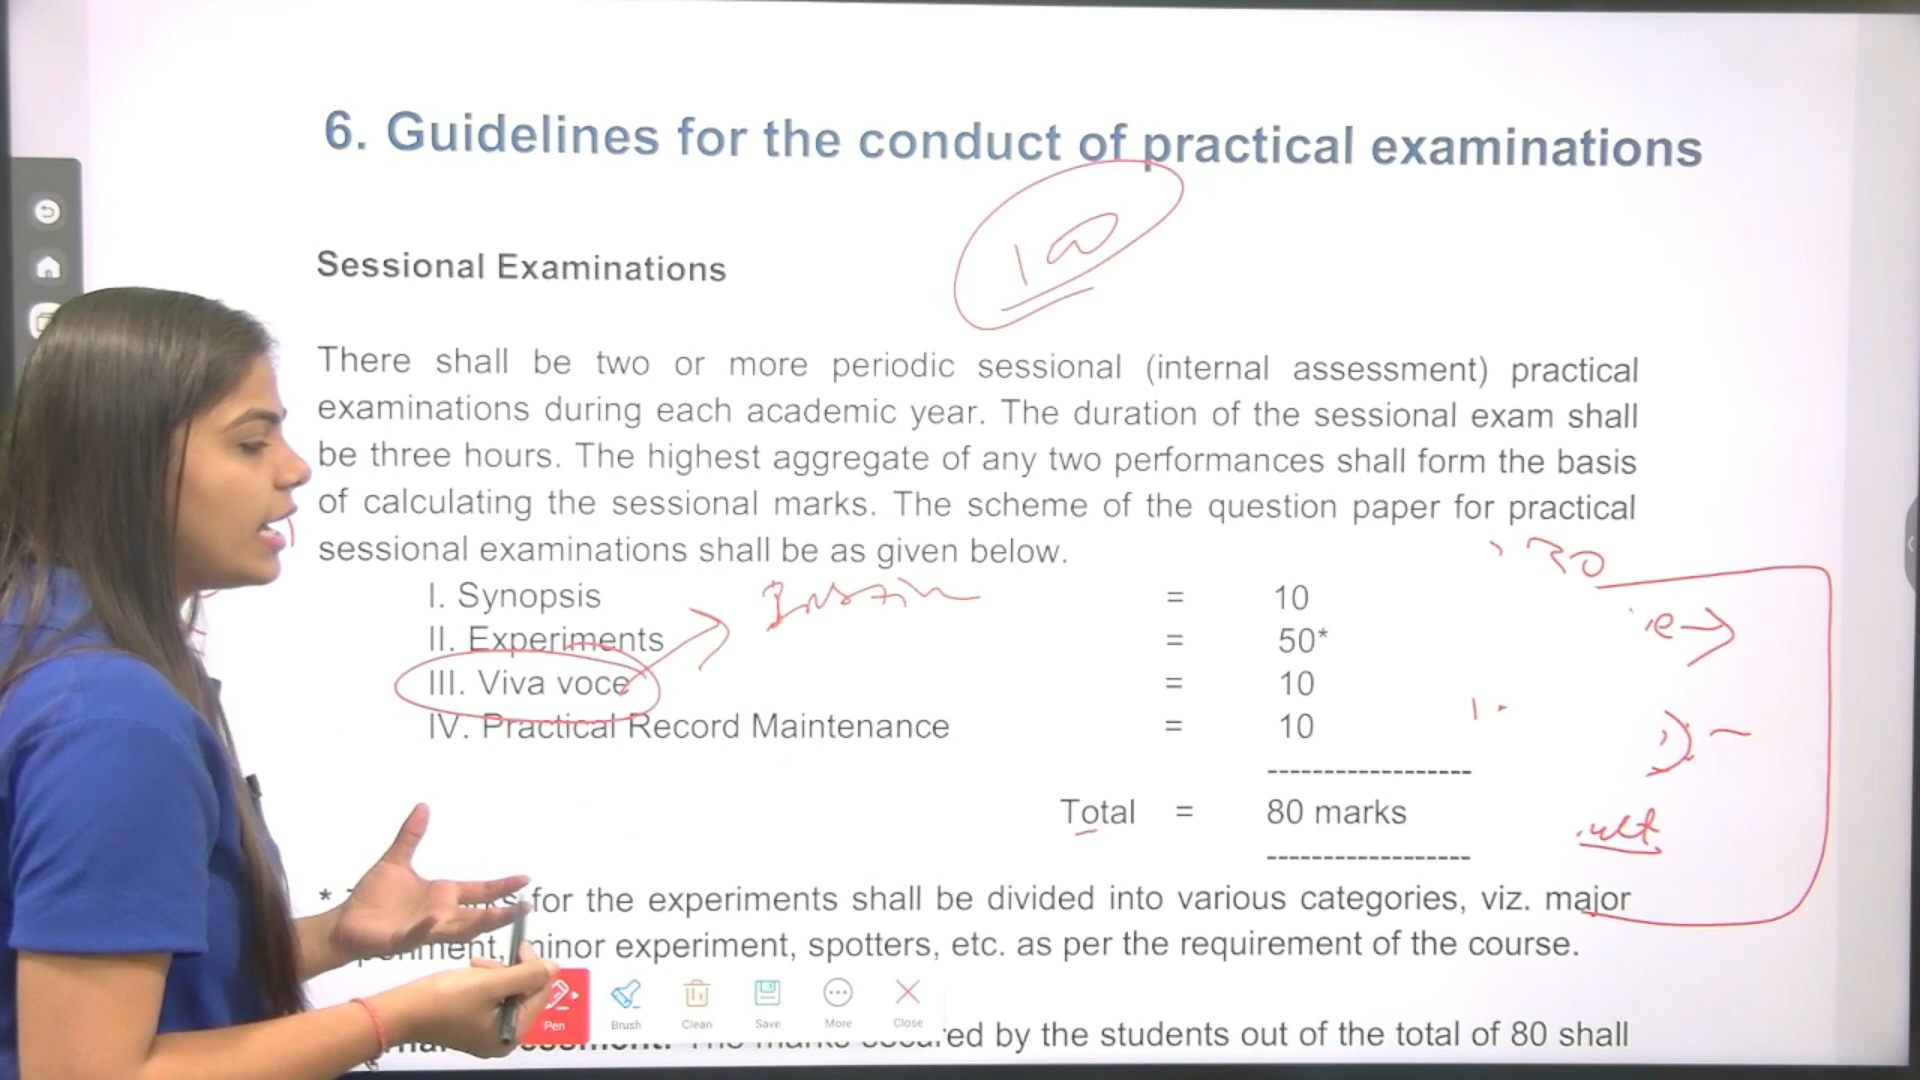 6. Guidelines for the conduct of practical examinations
100
Sessional Examinations
There shall be two or more periodic sessional (internal assessment) practical
examinations during each academic year. The duration of the sessional exam shall
be three hours. The highest aggregate of any two performances shall form the basis
of calculating the sessional marks. The scheme of the question paper for practical
sessional examinations shall be as given below.
I. Synopsis = 10
II. Experiments = 50*
III. Viva voce = 10
IV. Practical Record Maintenance = 10
Total = 80 marks
* for the experiments shall be divided into various categories, viz. major
minor experiment, spotters, etc. as per the requirement of the course.
Pen Brush Clean Save More Close
by the students out of the total of 80 shall